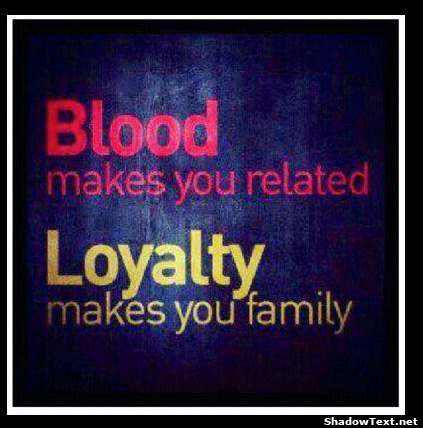 Blood
makes you related
Loyalty
makes you family
ShadowText.net